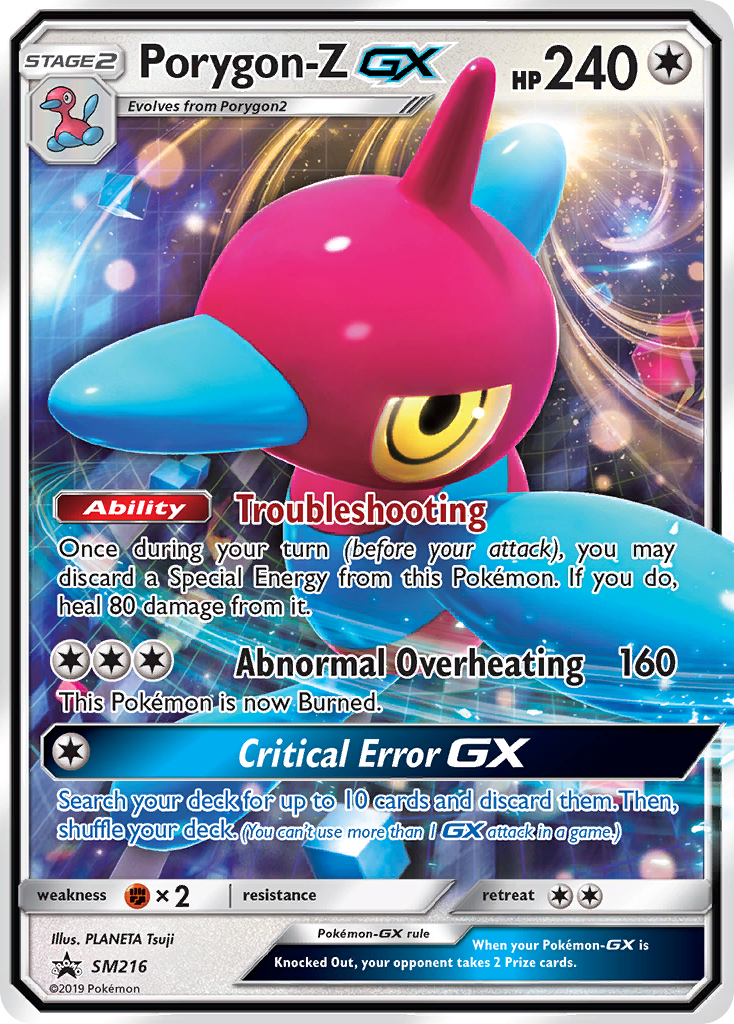 STAGE2 Porygon-Z GX HP240
Evolves from Porygon2
Ability Troubleshooting
Once during your turn (before your attack), you may
discard a Special Energy from this Pokémon. If you do,
heal 80 damage from it.
Abnormal Overheating 160
This Pokémon is now Burned.
Critical Error GX
Search your deck for up to 10 cards and discard them. Then,
shuffle your deck. (You can't use more than 1 GX attack in a game.)
weakness × 2 resistance retreat
Illus. PLANETA Tsuji
PROMO SM216
©2019 Pokémon
Pokémon-GX rule
When your Pokémon-GX is
Knocked Out, your opponent takes 2 Prize cards.